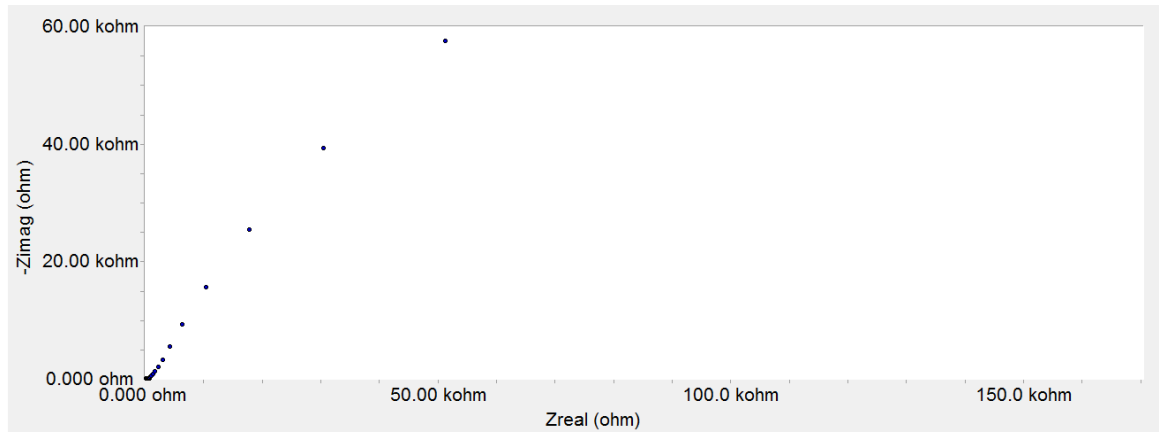 60.00 kohm
40.00 kohm
-Zimag (ohm)
20.00 kohm
0.000 ohm
0.000 ohm 50.00 kohm 100.0 kohm 150.0 kohm
Zreal (ohm)